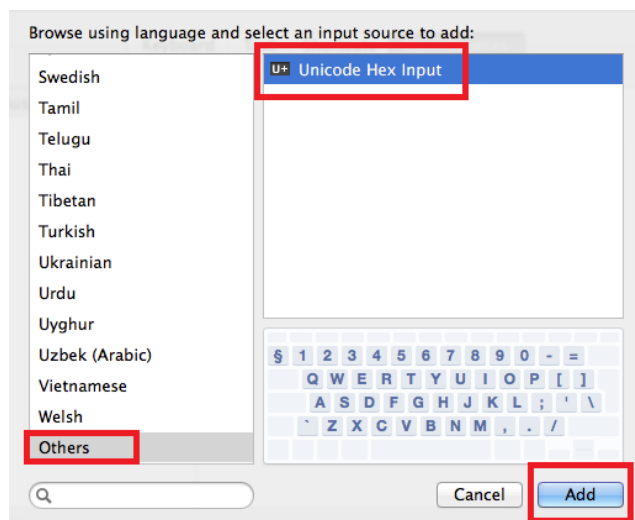 Browse using language and select an input source to add:
Swedish
Tamil
Telugu
Thai
Tibetan
Turkish
Ukrainian
Urdu
Uyghur
Uzbek (Arabic)
Vietnamese
Welsh
Others
U+ Unicode Hex Input
§ 1 2 3 4 5 6 7 8 9 0 - =
Q W E R T Y U I O P [ ]
A S D F G H J K L ; ' \
` Z X C V B N M , . /
Cancel Add